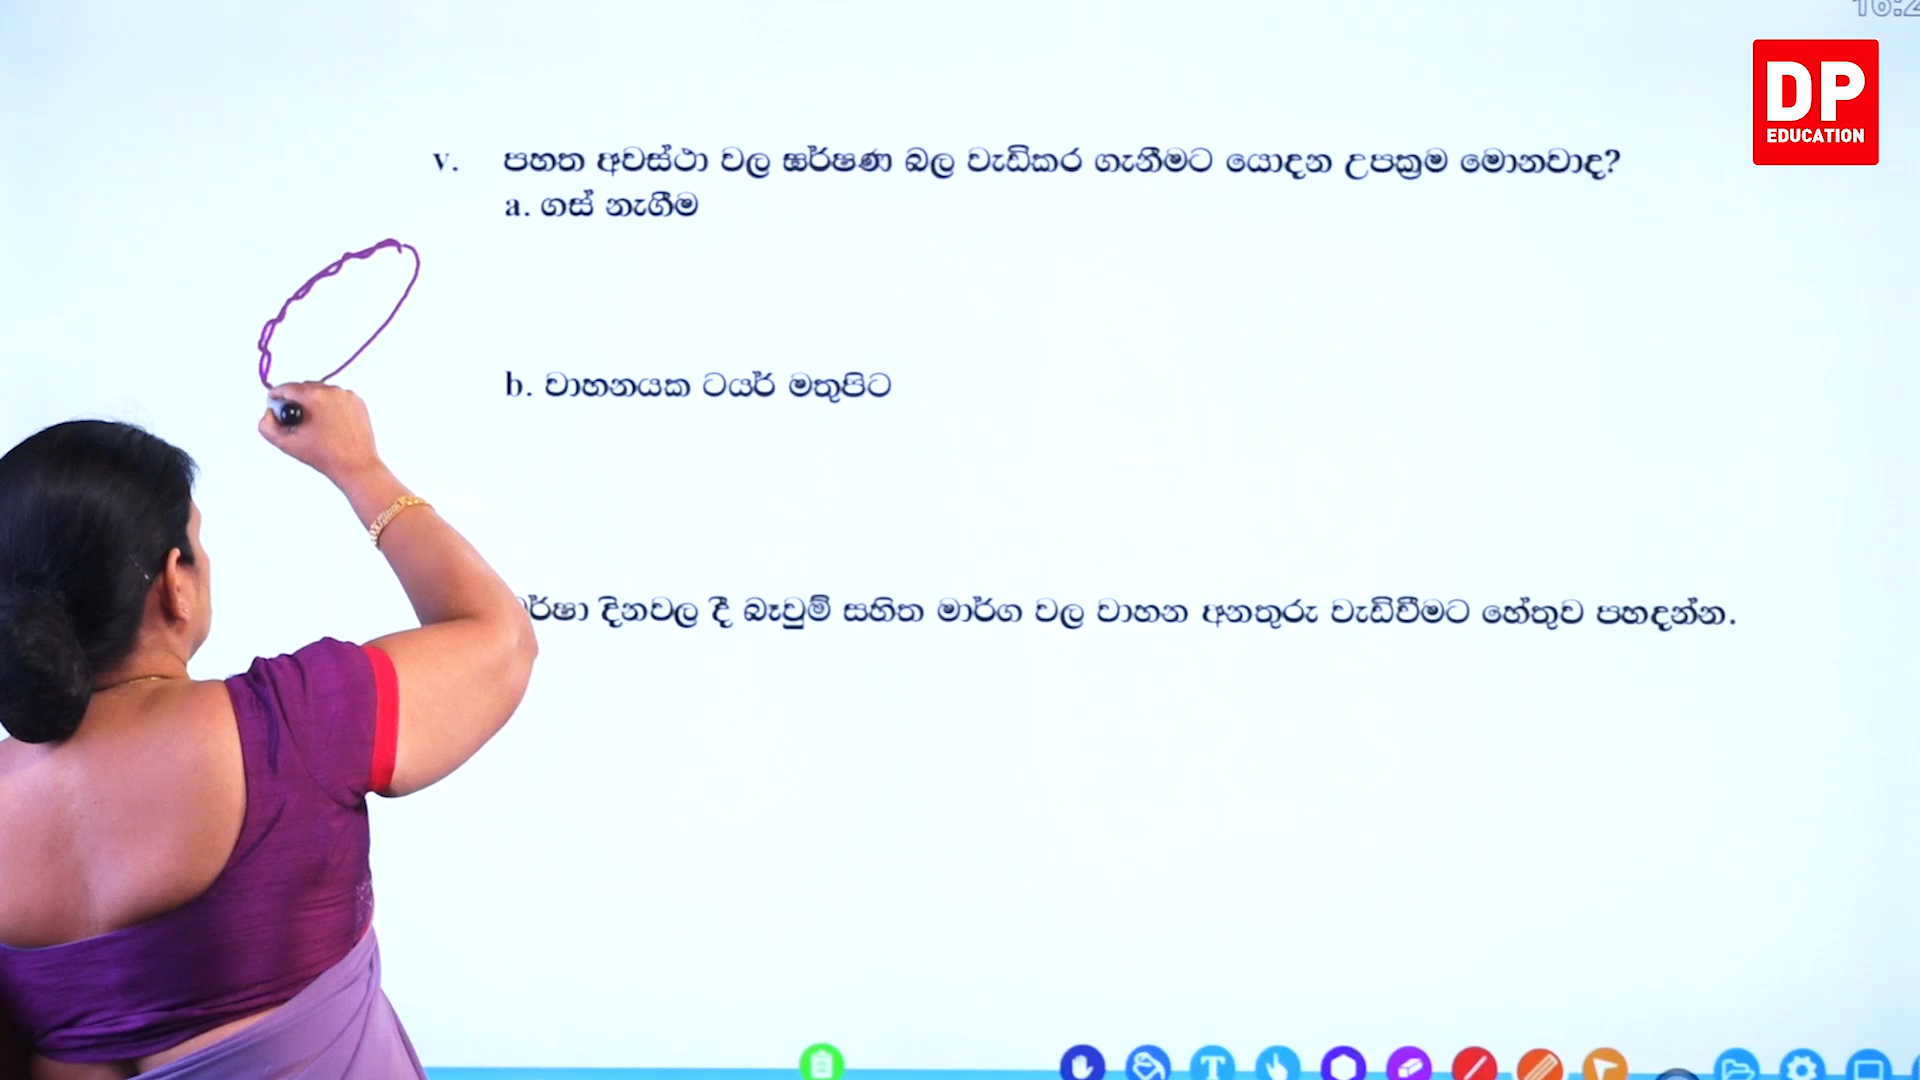 DP
EDUCATION
v. පහත අවස්ථා වල ඝර්ෂණ බල වැඩිකර ගැනීමට යොදන උපක්‍රම මොනවාද?
a. ගස් නැගීම
b. වාහනයක ටයර් මතුපිට
දිනවල දී බෑවුම් සහිත මාර්ග වල වාහන අනතුරු වැඩිවීමට හේතුව පහදන්න.